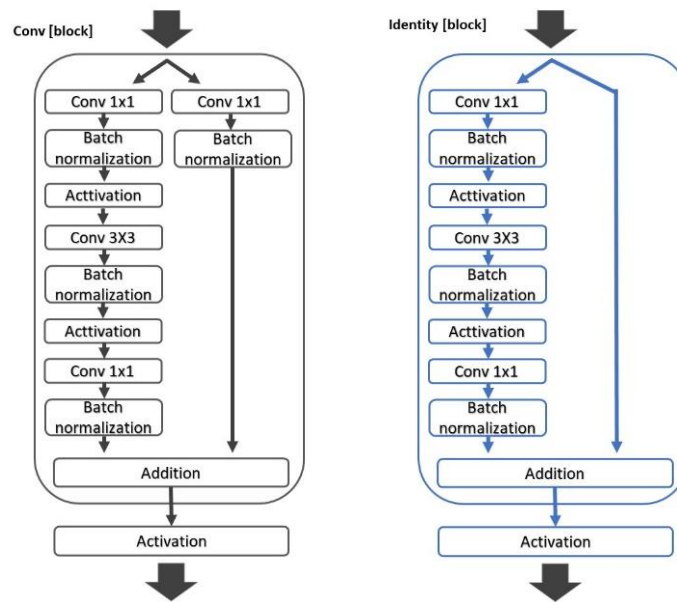 Conv [block]
Conv 1x1
Batch
normalization
Acttivation
Conv 3X3
Batch
normalization
Acttivation
Conv 1x1
Batch
normalization
Conv 1x1
Batch
normalization
Addition
Activation
Identity [block]
Conv 1x1
Batch
normalization
Acttivation
Conv 3X3
Batch
normalization
Acttivation
Conv 1x1
Batch
normalization
Addition
Activation